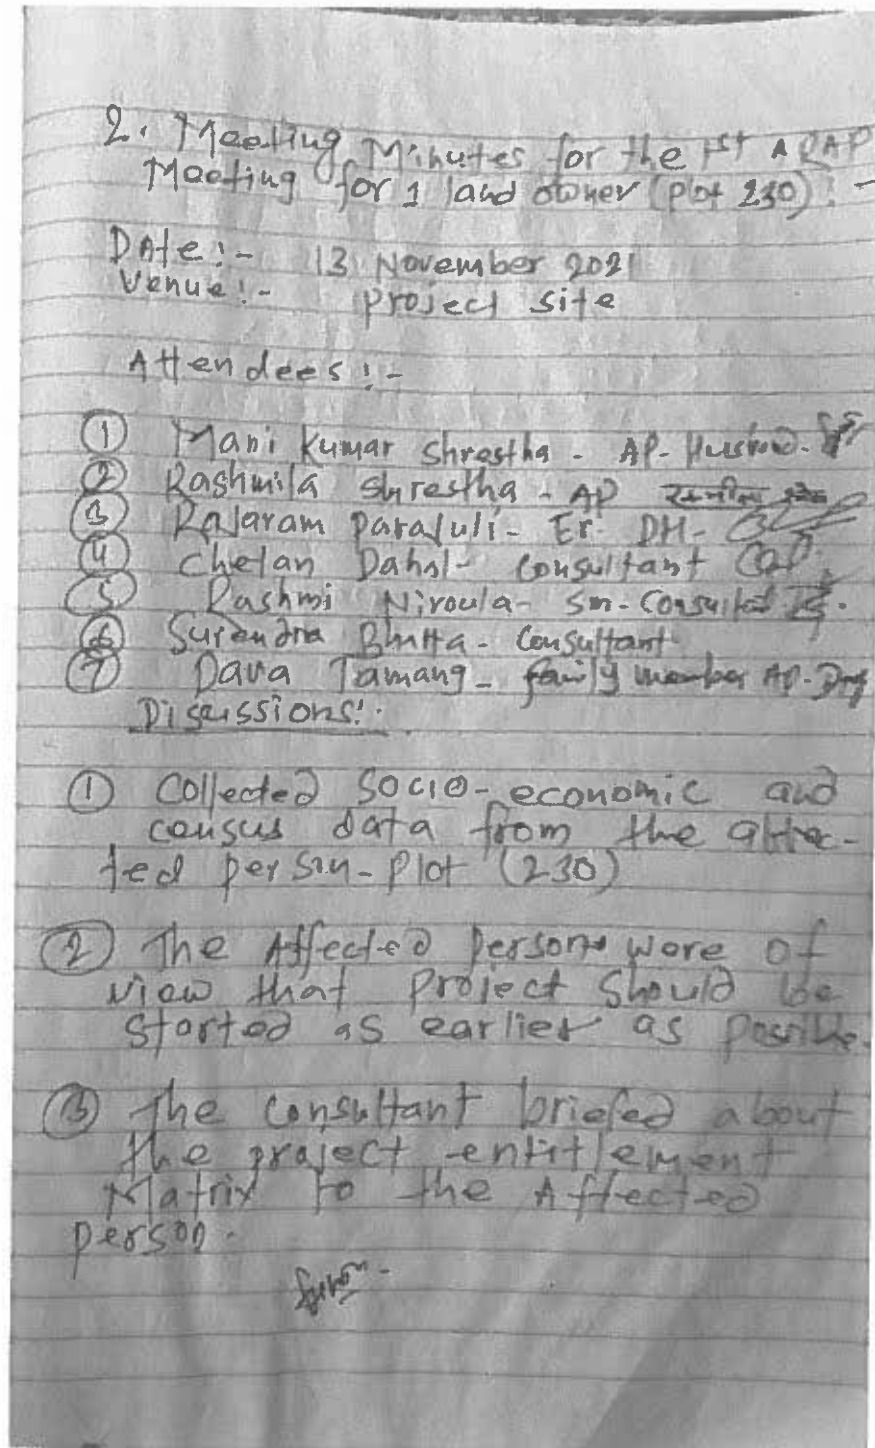 2. Meeting Minutes for the 1st ARAP
Meeting for 1 land owner (plot 230) :-
Date :- 13 November 2021
Venue :- project site
Attendees :-
① Mani Kumar Shrestha - AP- Husband.
② Rashmila Shrestha - AP
③ Rajaram Parajuli - Er. DH-
④ Chetan Dahal - Consultant
⑤ Rashmi Niroula - Sm-Consultant
⑥ Surendra Bhatta - Consultant
⑦ Dava Tamang - family member AP-
Discussions:-
① Collected Socio-economic and
census data from the affec-
ted person-plot (230)
② The Affected persons were of
view that project should be
started as earlier as possible.
③ The consultant briefed about
the project entitlement
Matrix to the Affected
person.